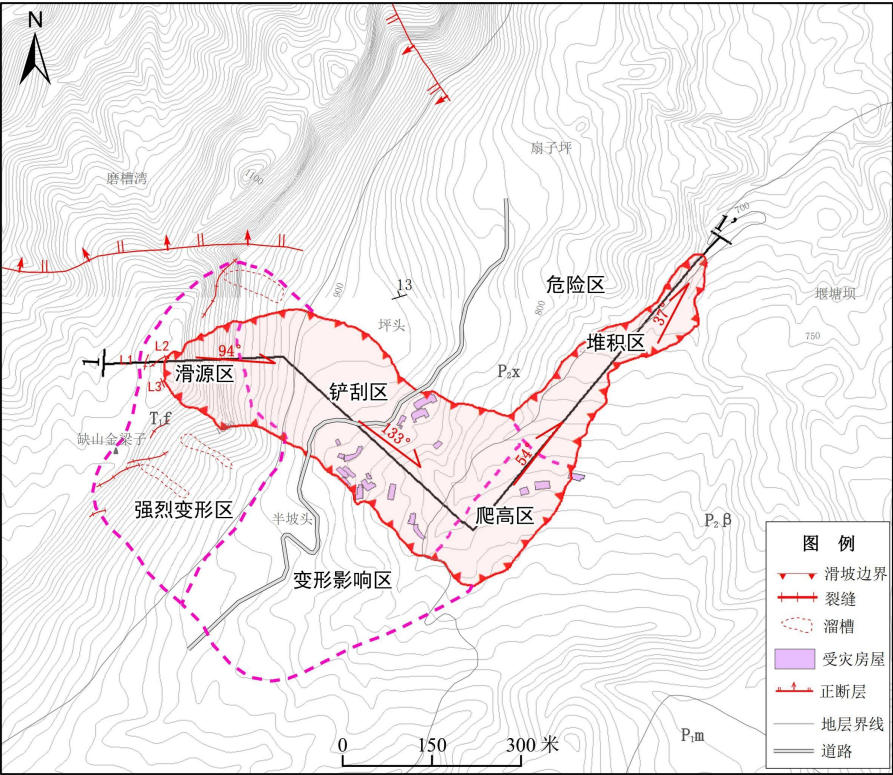 N
扇子坪
磨槽湾
1100
700
1'
危险区
13
900
堰塘坝
800
37°
坪头
750
堆积区
L2
94°
1
L1
滑源区
P₂x
L3
铲刮区
T₁f
133°
缺山金梁子
54°
强烈变形区
半坡头
爬高区
P₂β
变形影响区
图 例
滑坡边界
裂缝
溜槽
受灾房屋
正断层
地层界线
道路
P₁m
0 150 300 米